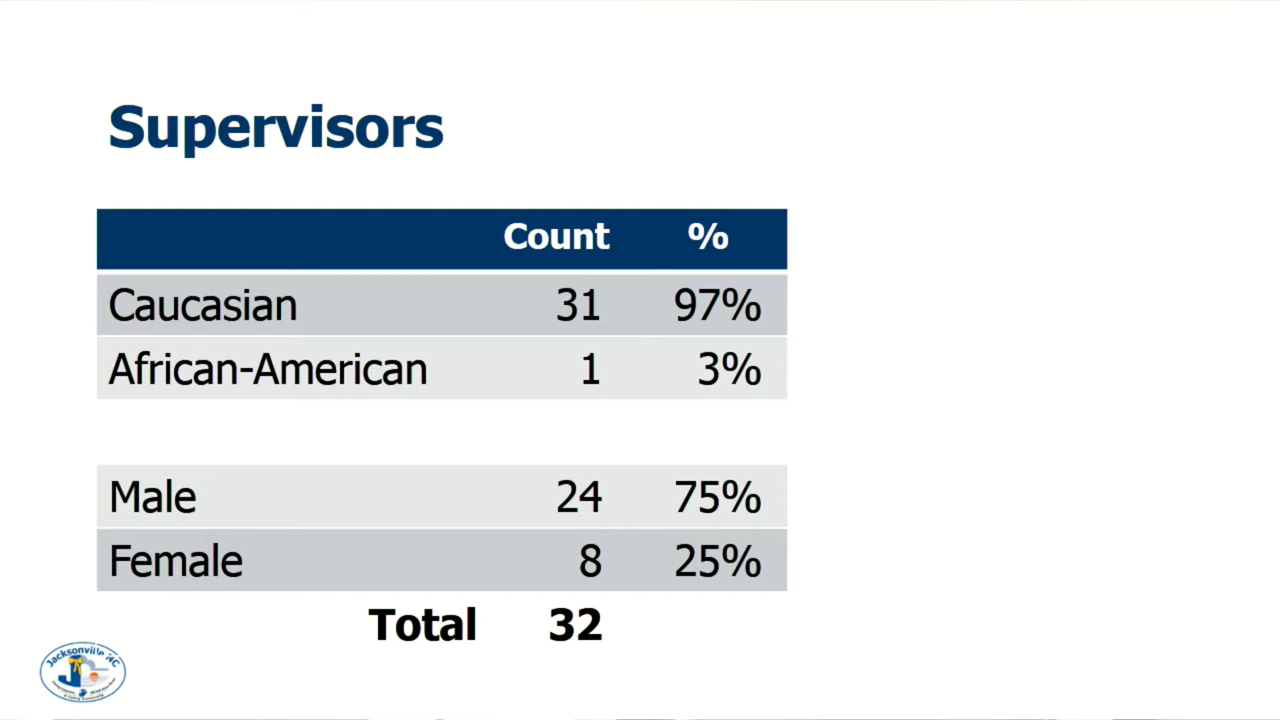 Supervisors
Count %
Caucasian 31 97%
African-American 1 3%
Male 24 75%
Female 8 25%
Total 32
Jacksonville NC